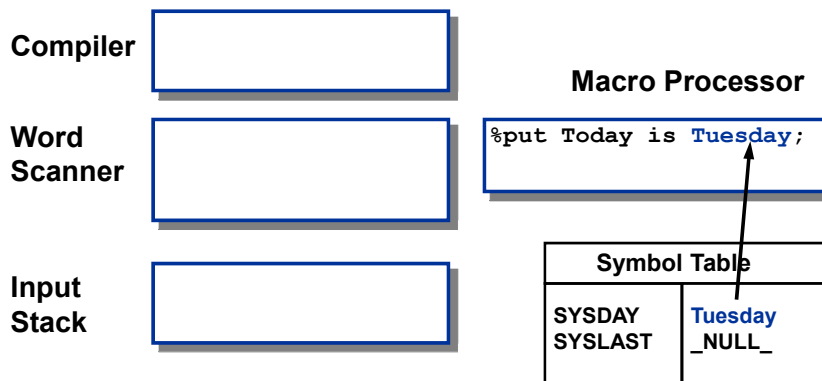 Compiler
Macro Processor
Word
Scanner
%put Today is Tuesday;
Input
Stack
Symbol Table
SYSDAY Tuesday
SYSLAST _NULL_